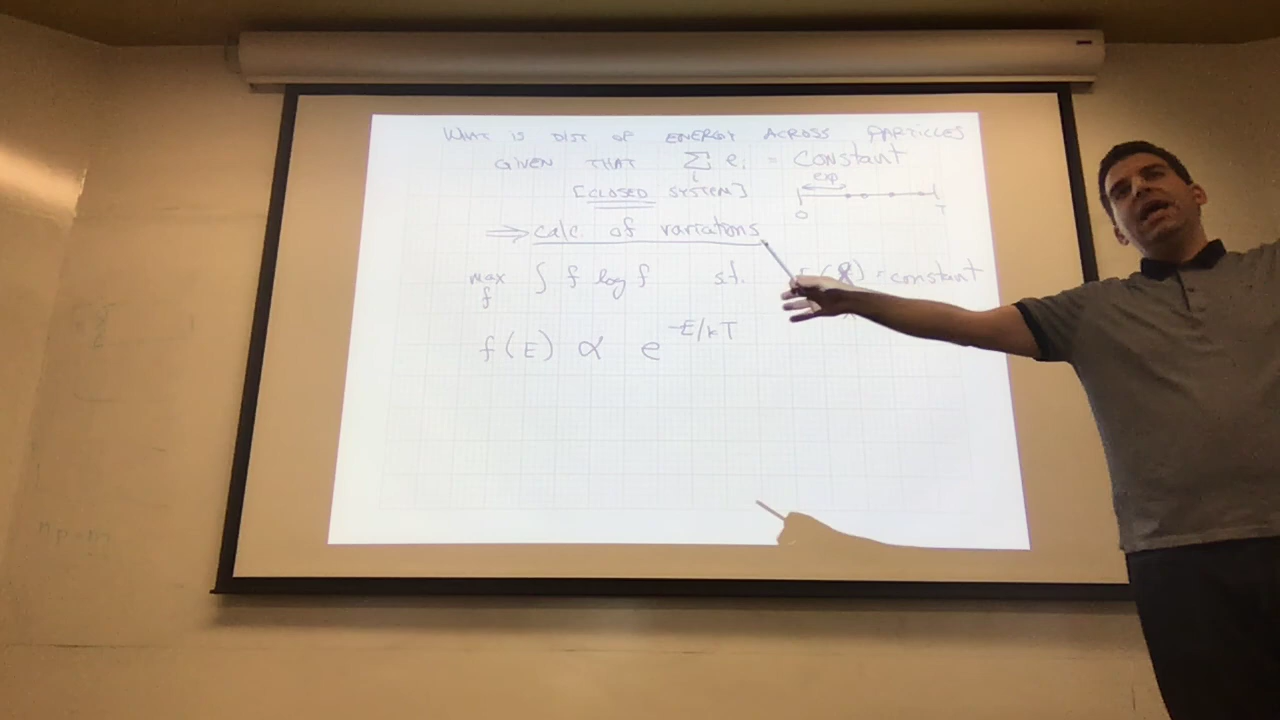 WHAT IS DIST OF ENERGY ACROSS PARTICLES
GIVEN THAT ∑ e_i = CONSTANT
i
exp
[CLOSED SYSTEM]
0 T
⇒ calc of variations
max ∫ f log f s.t. = constant
f
f(E) ∝ e^{-E/kT}